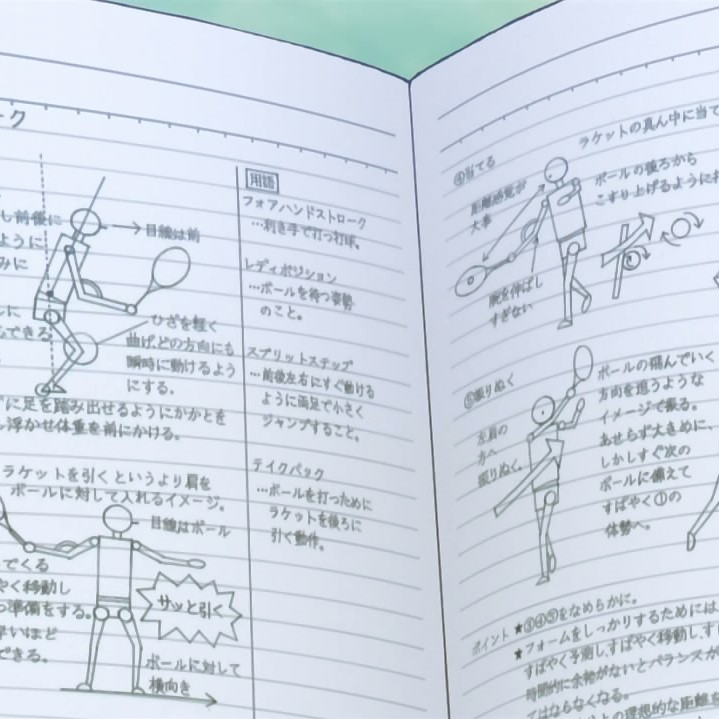 ーク
し前後に
ように
みに
に
できる
目線は前
ひざを軽く
曲げどの方向にも
瞬時に動けるよう
にする。
に足を踏み出せるようにかかとを
浮かせ体重を前にかける。
ラケットを引くというより肩を
ボールに対して入れるイメージ。
目線はボール
でくる
やく移動し
準備をする。
早いほど
できる。
サッと引く
ボールに対して
横向き
用語
フォアハンドストローク
…利き手で打つ打球。
レディポジション
…ボールを待つ姿勢
のこと。
スプリットステップ
…前後左右にすぐ動ける
ように両足で小さく
ジャンプすること。
テイクバック
…ボールを打つために
ラケットを後ろに
引く動作。
ラケットの真ん中に当て
④当てる
距離感覚が
大事
ボールの後ろから
こすり上げるように
腕を伸ばし
すぎない
⑤振りぬく
左肩の
方へ
振りぬく。
ボールの飛んでいく
方向を追うような
イメージで振る。
あせらず大きめに、
しかしすぐ次の
ボールに備えて
すばやく①の
体勢へ。
ポイント ★③④⑤をなめらかに。
★フォームをしっかりするためには
すばやく予測し、すばやく移動し、す
時間的に余裕がないとバランスが
てはならなくなる。
の理想的な距離を